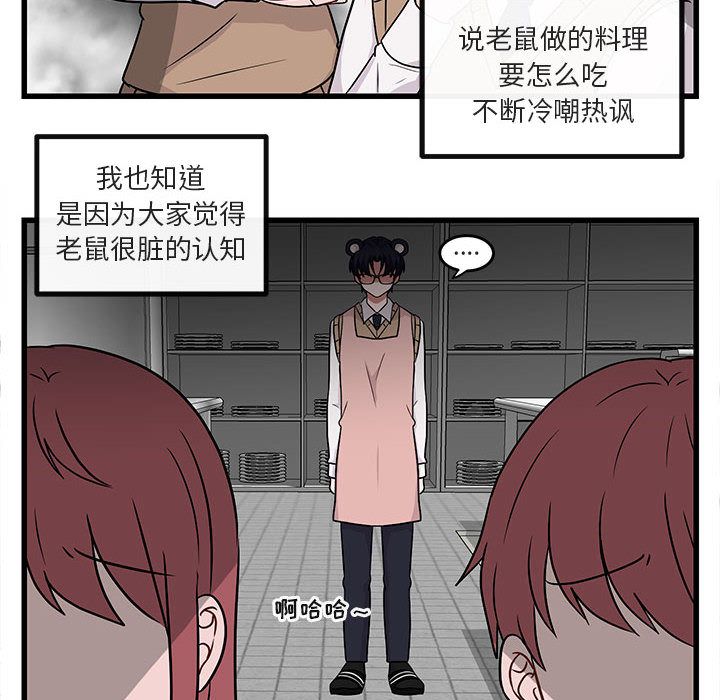 说老鼠做的料理
要怎么吃
不断冷嘲热讽
我也知道
是因为大家觉得
老鼠很脏的认知
....
啊哈哈~